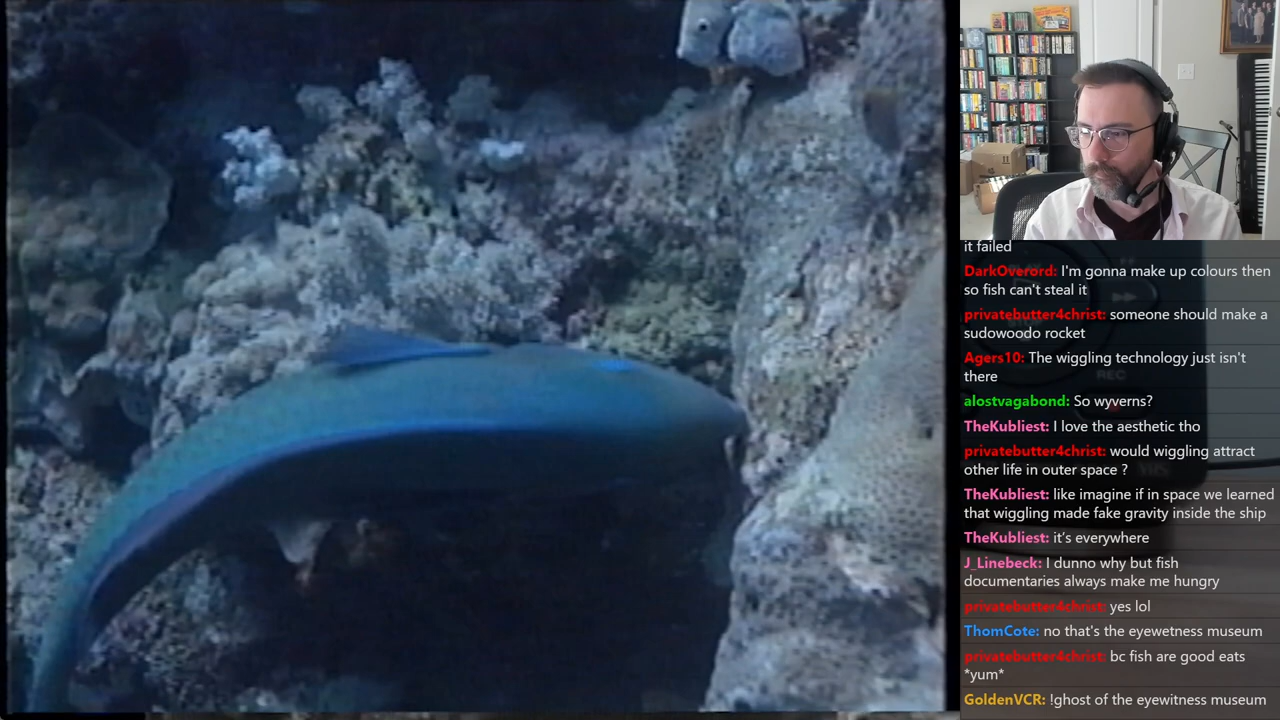 it failed
DarkOverord: I'm gonna make up colours then
so fish can't steal it
privatebutter4christ: someone should make a
sudowoodo rocket
Agers10: The wiggling technology just isn't
there
alostvagabond: So wyverns?
TheKubliest: I love the aesthetic tho
privatebutter4christ: would wiggling attract
other life in outer space ?
TheKubliest: like imagine if in space we learned
that wiggling made fake gravity inside the ship
TheKubliest: it's everywhere
J_Linebeck: I dunno why but fish
documentaries always make me hungry
privatebutter4christ: yes lol
ThomCote: no that's the eyewetness museum
privatebutter4christ: bc fish are good eats
*yum*
GoldenVCR: !ghost of the eyewitness museum